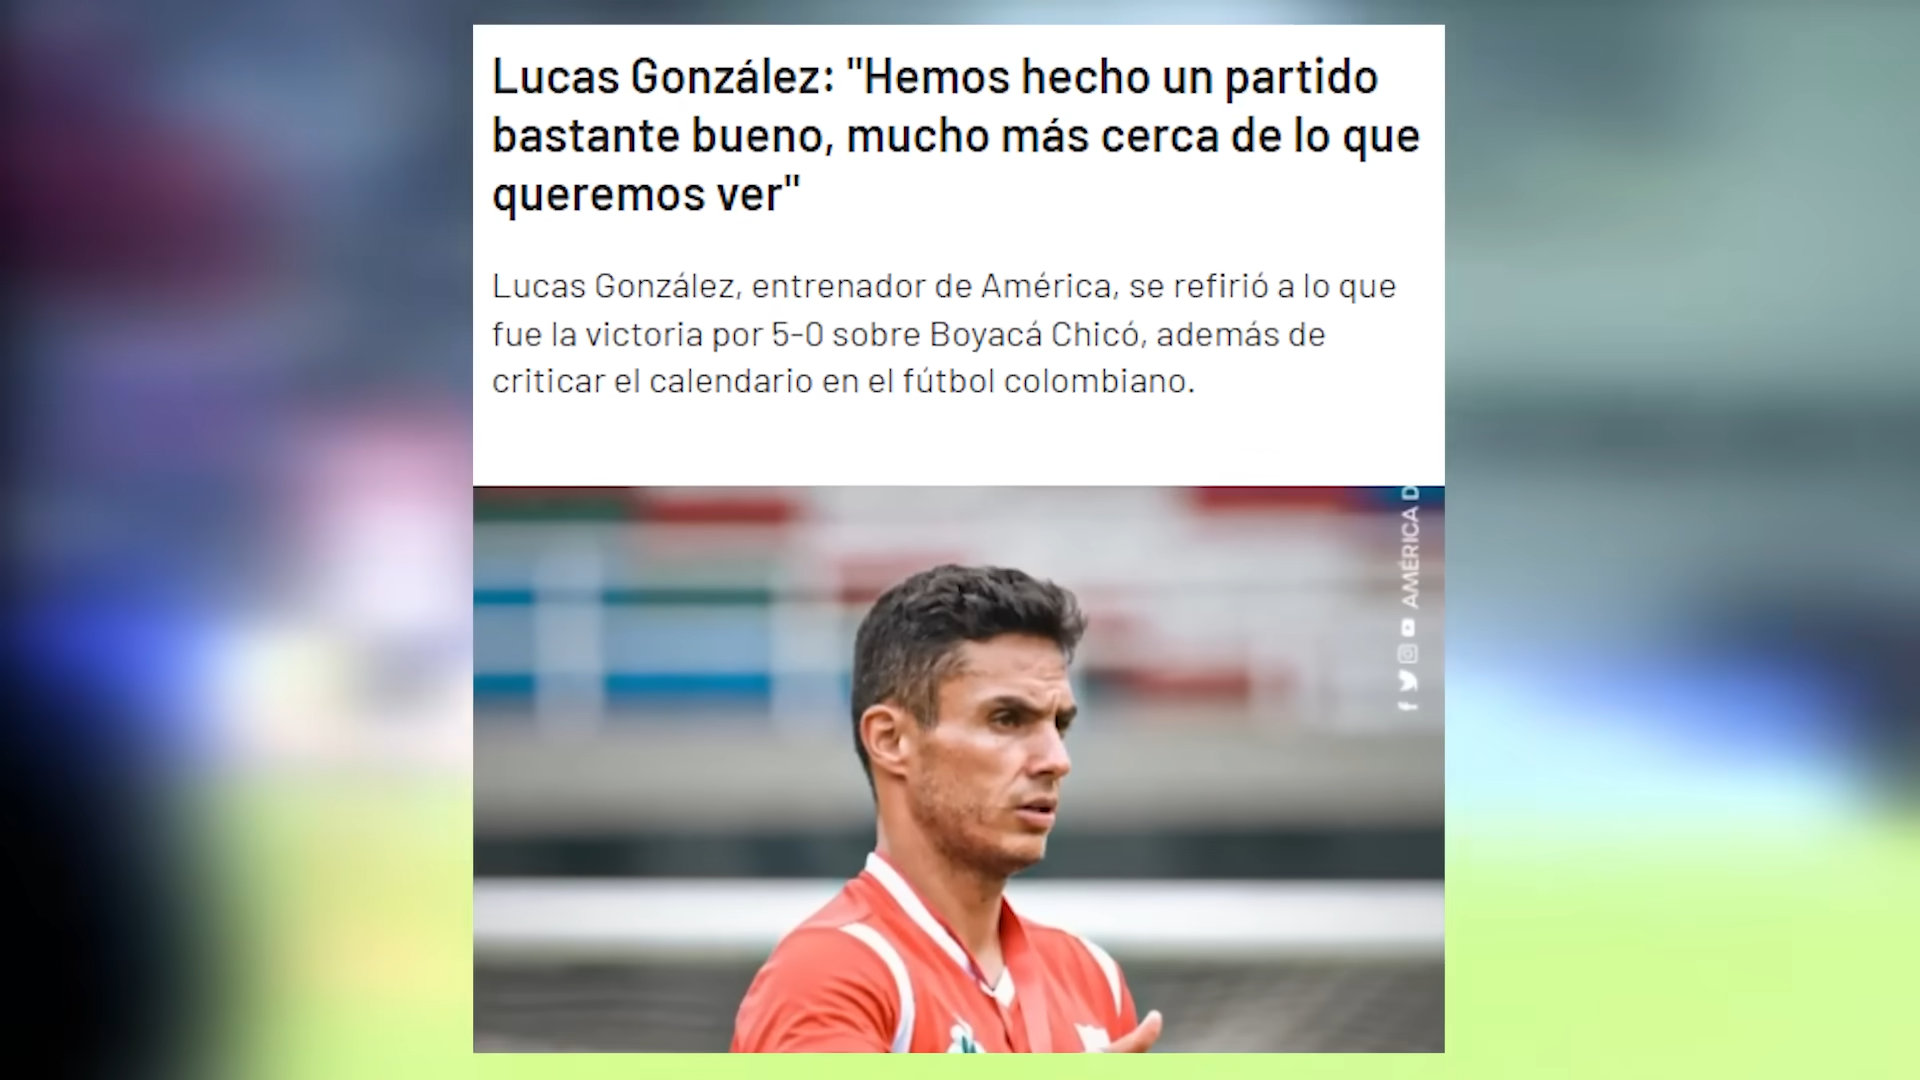 Lucas González: "Hemos hecho un partido
bastante bueno, mucho más cerca de lo que
queremos ver"
Lucas González, entrenador de América, se refirió a lo que
fue la victoria por 5-0 sobre Boyacá Chicó, además de
criticar el calendario en el fútbol colombiano.
AMÉRICA D